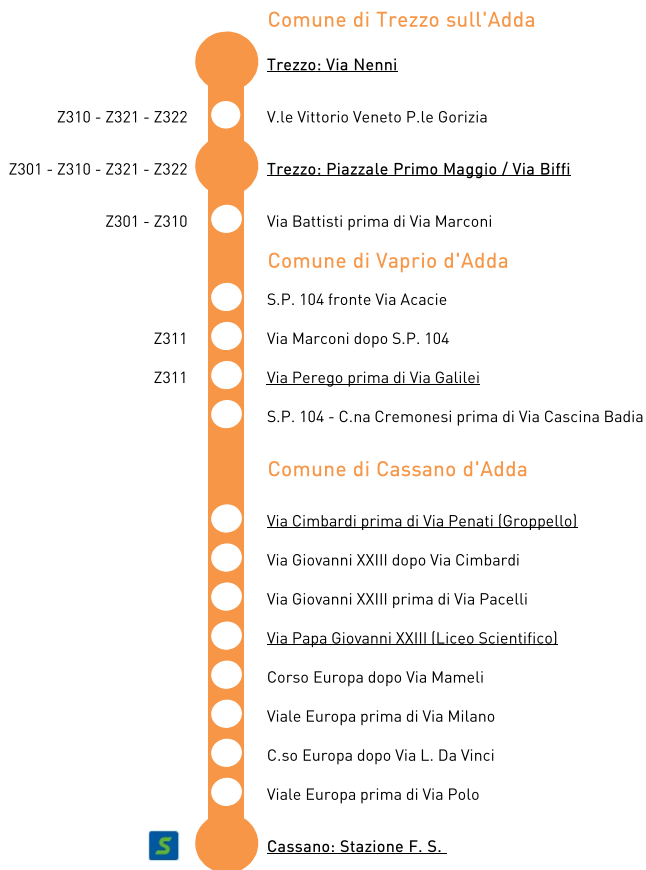 Comune di Trezzo sull'Adda
Trezzo: Via Nenni
Z310 - Z321 - Z322 V.le Vittorio Veneto P.le Gorizia
Z301 - Z310 - Z321 - Z322 Trezzo: Piazzale Primo Maggio / Via Biffi
Z301 - Z310 Via Battisti prima di Via Marconi
Comune di Vaprio d'Adda
S.P. 104 fronte Via Acacie
Z311 Via Marconi dopo S.P. 104
Z311 Via Perego prima di Via Galilei
S.P. 104 - C.na Cremonesi prima di Via Cascina Badia
Comune di Cassano d'Adda
Via Cimbardi prima di Via Penati (Groppello)
Via Giovanni XXIII dopo Via Cimbardi
Via Giovanni XXIII prima di Via Pacelli
Via Papa Giovanni XXIII (Liceo Scientifico)
Corso Europa dopo Via Mameli
Viale Europa prima di Via Milano
C.so Europa dopo Via L. Da Vinci
Viale Europa prima di Via Polo
S Cassano: Stazione F. S.